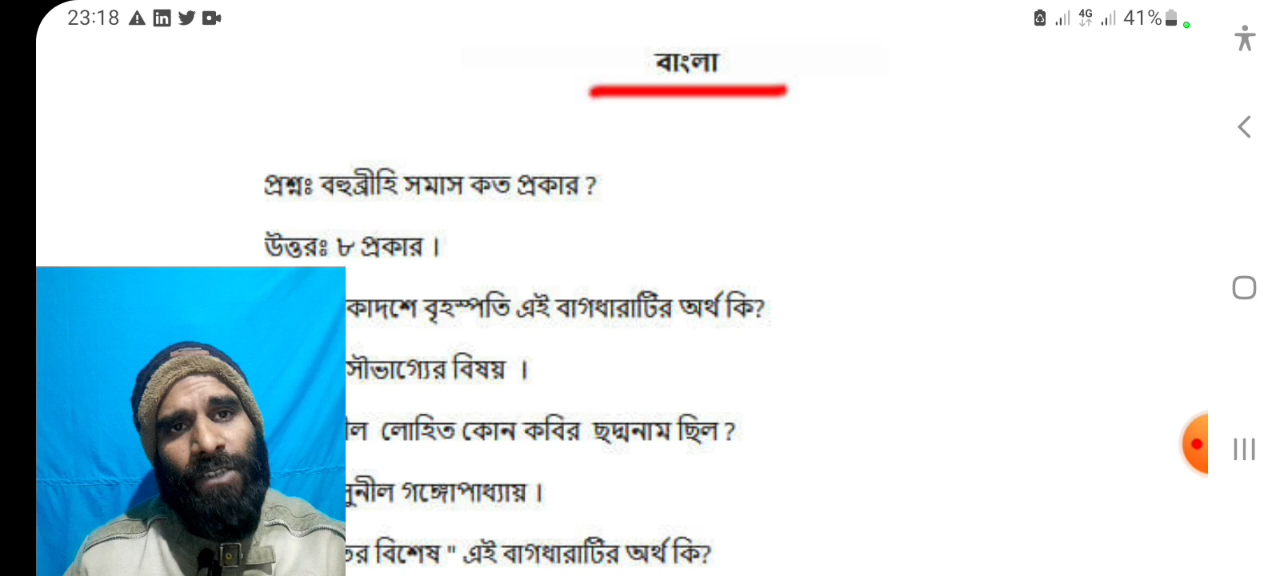 23:18
4G
41%
বাংলা
প্রশ্নঃ বহুব্রীহি সমাস কত প্রকার ?
উত্তরঃ ৮ প্রকার ।
কাদশে বৃহস্পতি এই বাগধারাটির অর্থ কি?
সৌভাগ্যের বিষয় ।
লোহিত কোন কবির ছদ্মনাম ছিল ?
সুনীল গঙ্গোপাধ্যায় ।
বিশেষ " এই বাগধারাটির অর্থ কি?